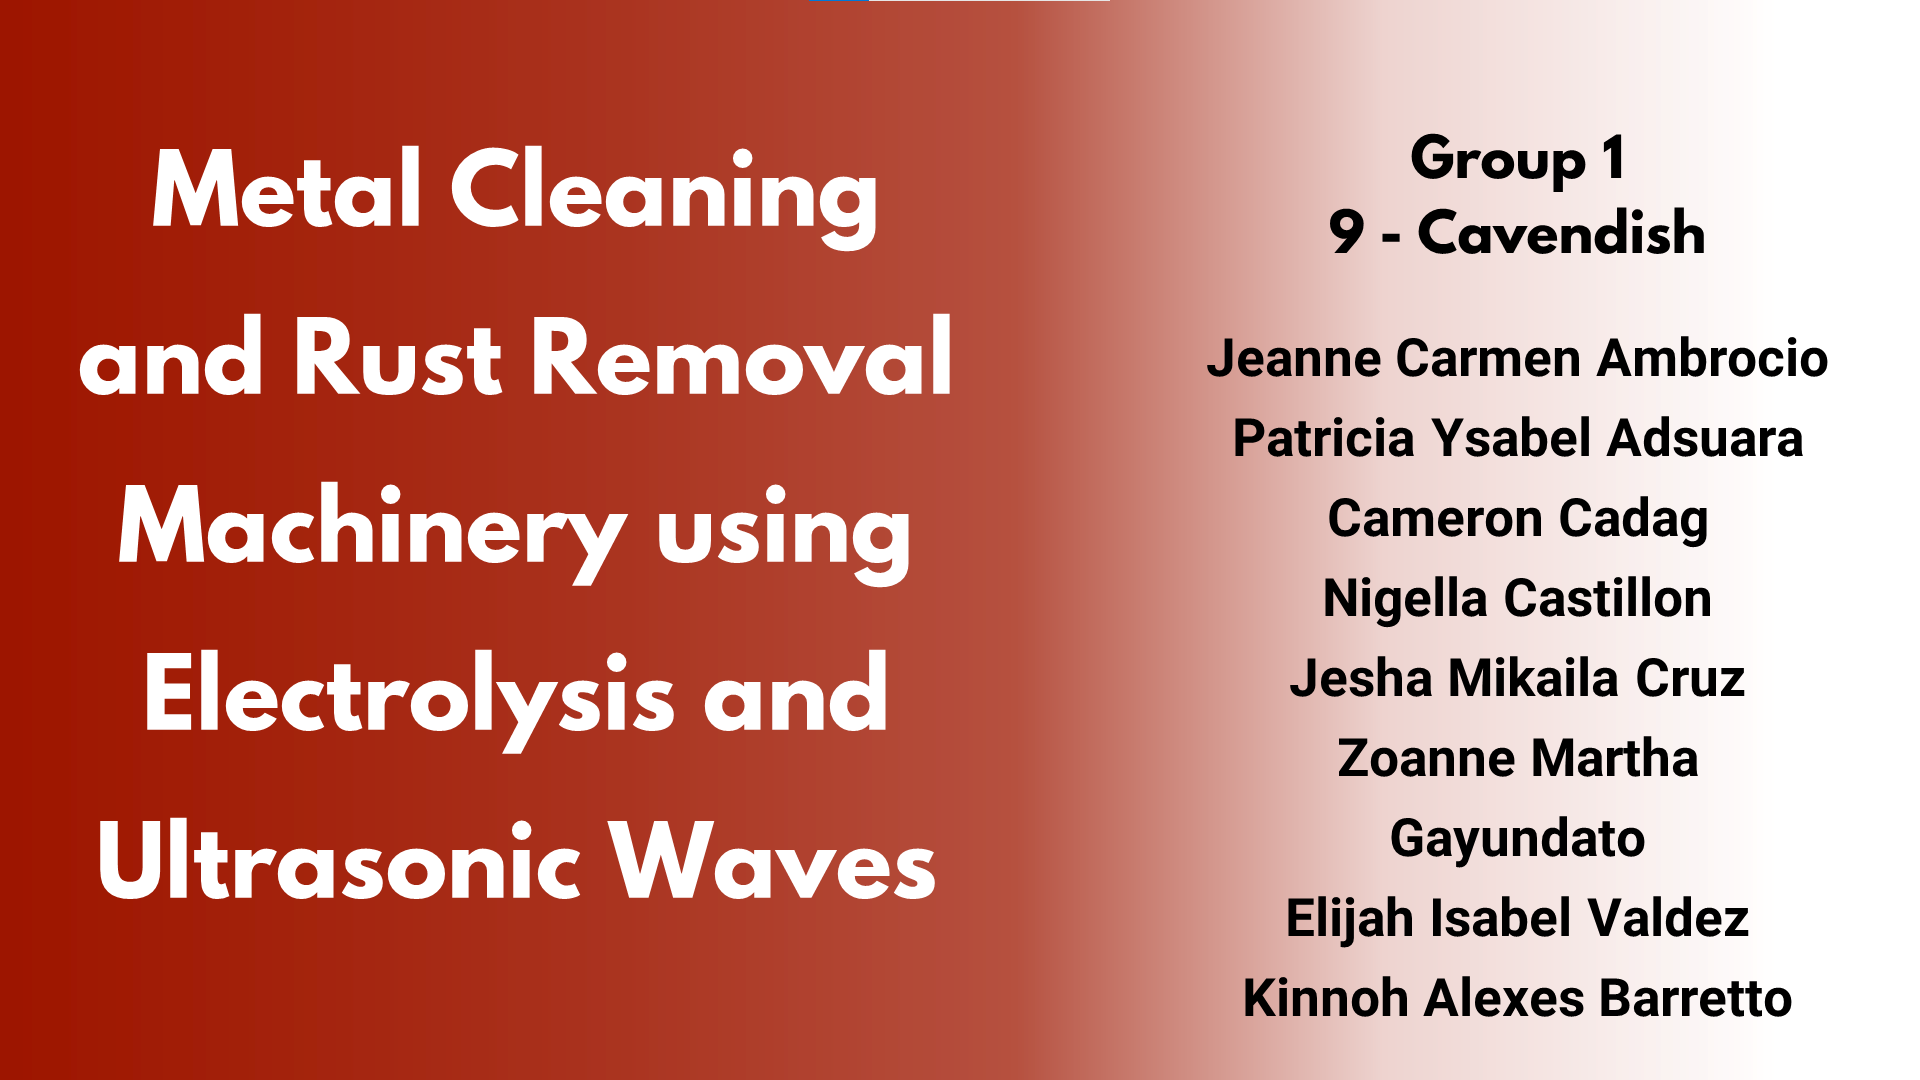 Metal Cleaning
and Rust Removal
Machinery using
Electrolysis and
Ultrasonic Waves
Group 1
9 - Cavendish
Jeanne Carmen Ambrocio
Patricia Ysabel Adsuara
Cameron Cadag
Nigella Castillon
Jesha Mikaila Cruz
Zoanne Martha
Gayundato
Elijah Isabel Valdez
Kinnoh Alexes Barretto